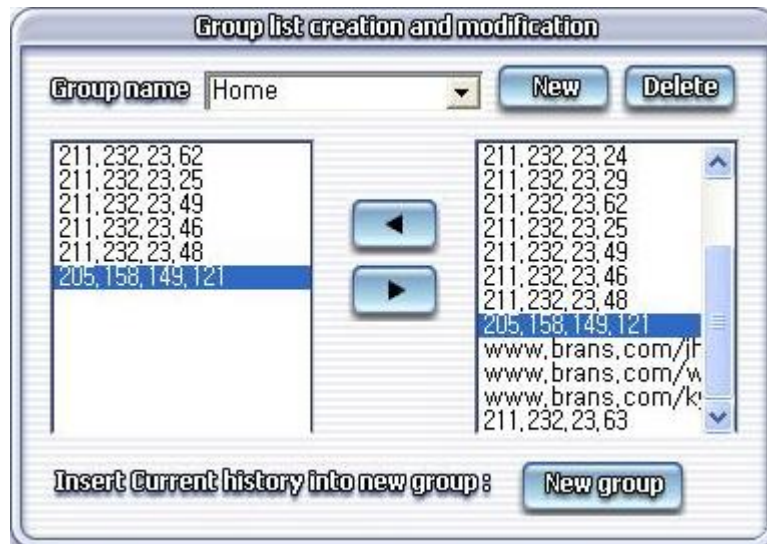 Group list creation and modification
Group name Home New Delete
211,232,23,62
211,232,23,25
211,232,23,49
211,232,23,46
211,232,23,48
205,158,149,121
211,232,23,24
211,232,23,29
211,232,23,62
211,232,23,25
211,232,23,49
211,232,23,46
211,232,23,48
205,158,149,121
www,brans,com/jh
www,brans,com/w
www,brans,com/ky
211,232,23,63
Insert Current history into new group : New group